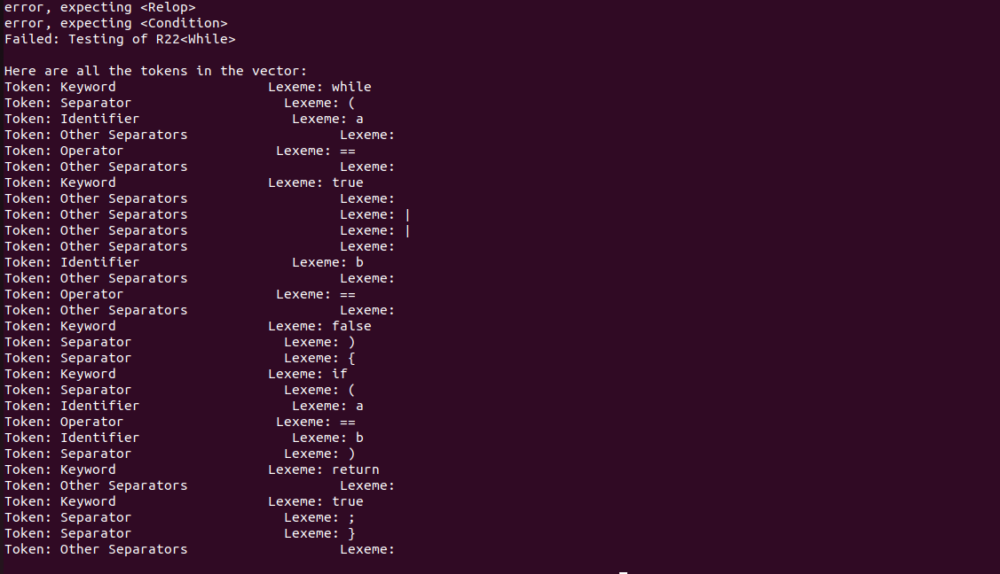 error, expecting <Relop>
error, expecting <Condition>
Failed: Testing of R22<While>

Here are all the tokens in the vector:
Token: Keyword                   Lexeme: while
Token: Separator                   Lexeme: (
Token: Identifier                   Lexeme: a
Token: Other Separators                   Lexeme:
Token: Operator                   Lexeme: ==
Token: Other Separators                   Lexeme:
Token: Keyword                   Lexeme: true
Token: Other Separators                   Lexeme:
Token: Other Separators                   Lexeme: |
Token: Other Separators                   Lexeme: |
Token: Other Separators                   Lexeme:
Token: Identifier                   Lexeme: b
Token: Other Separators                   Lexeme:
Token: Operator                   Lexeme: ==
Token: Other Separators                   Lexeme:
Token: Keyword                   Lexeme: false
Token: Separator                   Lexeme: )
Token: Separator                   Lexeme: {
Token: Keyword                   Lexeme: if
Token: Separator                   Lexeme: (
Token: Identifier                   Lexeme: a
Token: Operator                   Lexeme: ==
Token: Identifier                   Lexeme: b
Token: Separator                   Lexeme: )
Token: Keyword                   Lexeme: return
Token: Other Separators                   Lexeme:
Token: Keyword                   Lexeme: true
Token: Separator                   Lexeme: ;
Token: Separator                   Lexeme: }
Token: Other Separators                   Lexeme: